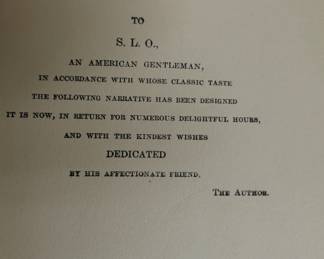 TO
S. L. O.,
AN AMERICAN GENTLEMAN,
IN ACCORDANCE WITH WHOSE CLASSIC TASTE
THE FOLLOWING NARRATIVE HAS BEEN DESIGNED
IT IS NOW, IN RETURN FOR NUMEROUS DELIGHTFUL HOURS,
AND WITH THE KINDEST WISHES
DEDICATED
BY HIS AFFECTIONATE FRIEND.
THE AUTHOR.